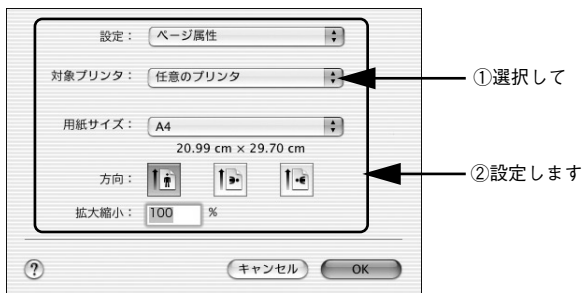 設定： ページ属性
対象プリンタ： 任意のプリンタ
①選択して
用紙サイズ： A4
20.99 cm × 29.70 cm
方向：
②設定します
拡大縮小： 100 %
? キャンセル OK